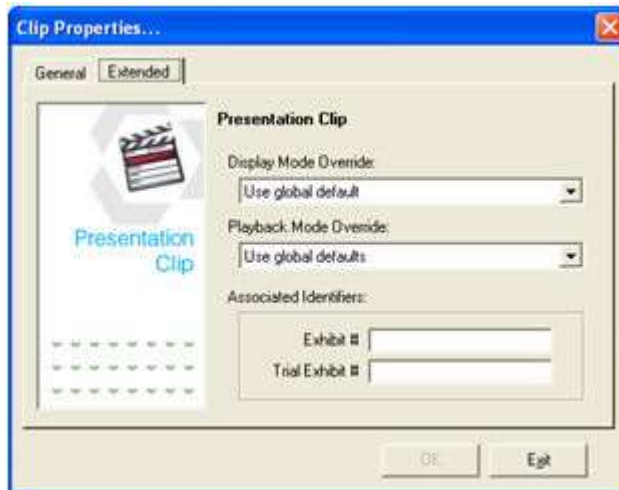 Clip Properties...
General Extended
Presentation Clip
Display Mode Override:
Use global default
Presentation
Clip
Playback Mode Override:
Use global defaults
Associated Identifiers:
Exhibit #
Trial Exhibit #
OK Exit